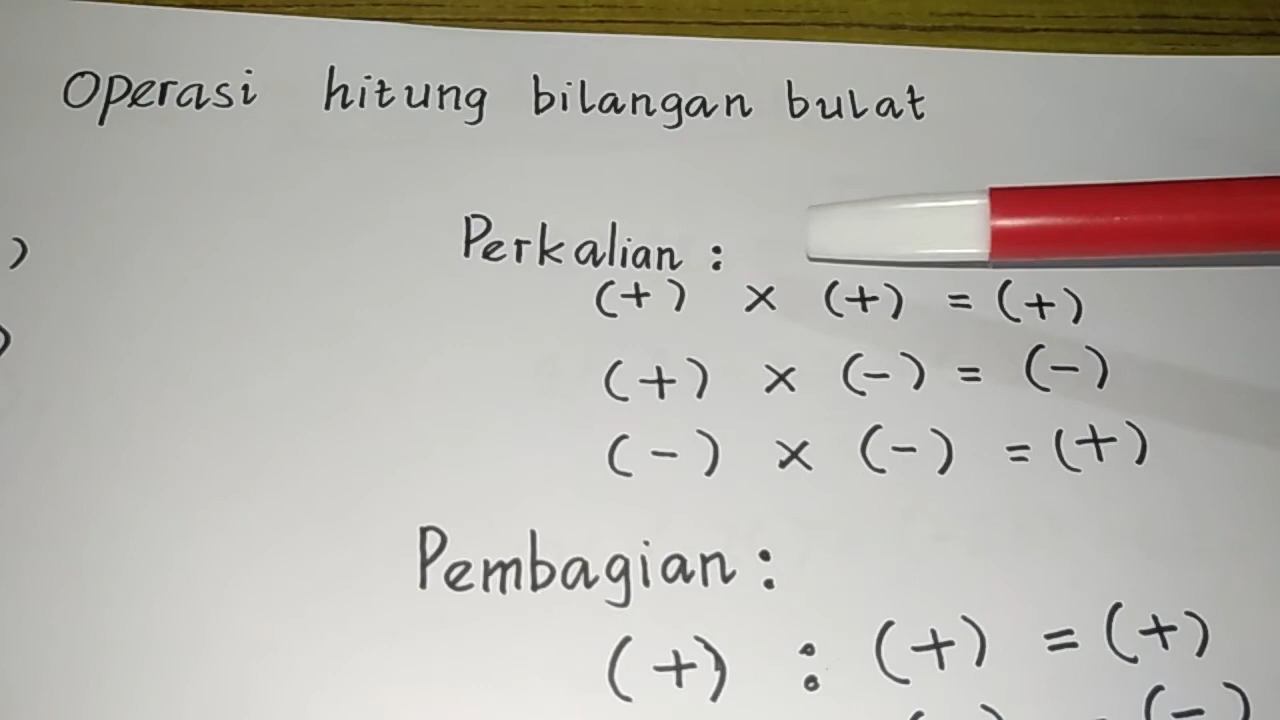 Operasi hitung bilangan bulat
)
Perkalian :
(+) × (+) = (+)
)
(+) × (-) = (-)
(-) × (-) = (+)
Pembagian :
(+) : (+) = (+)
(-)